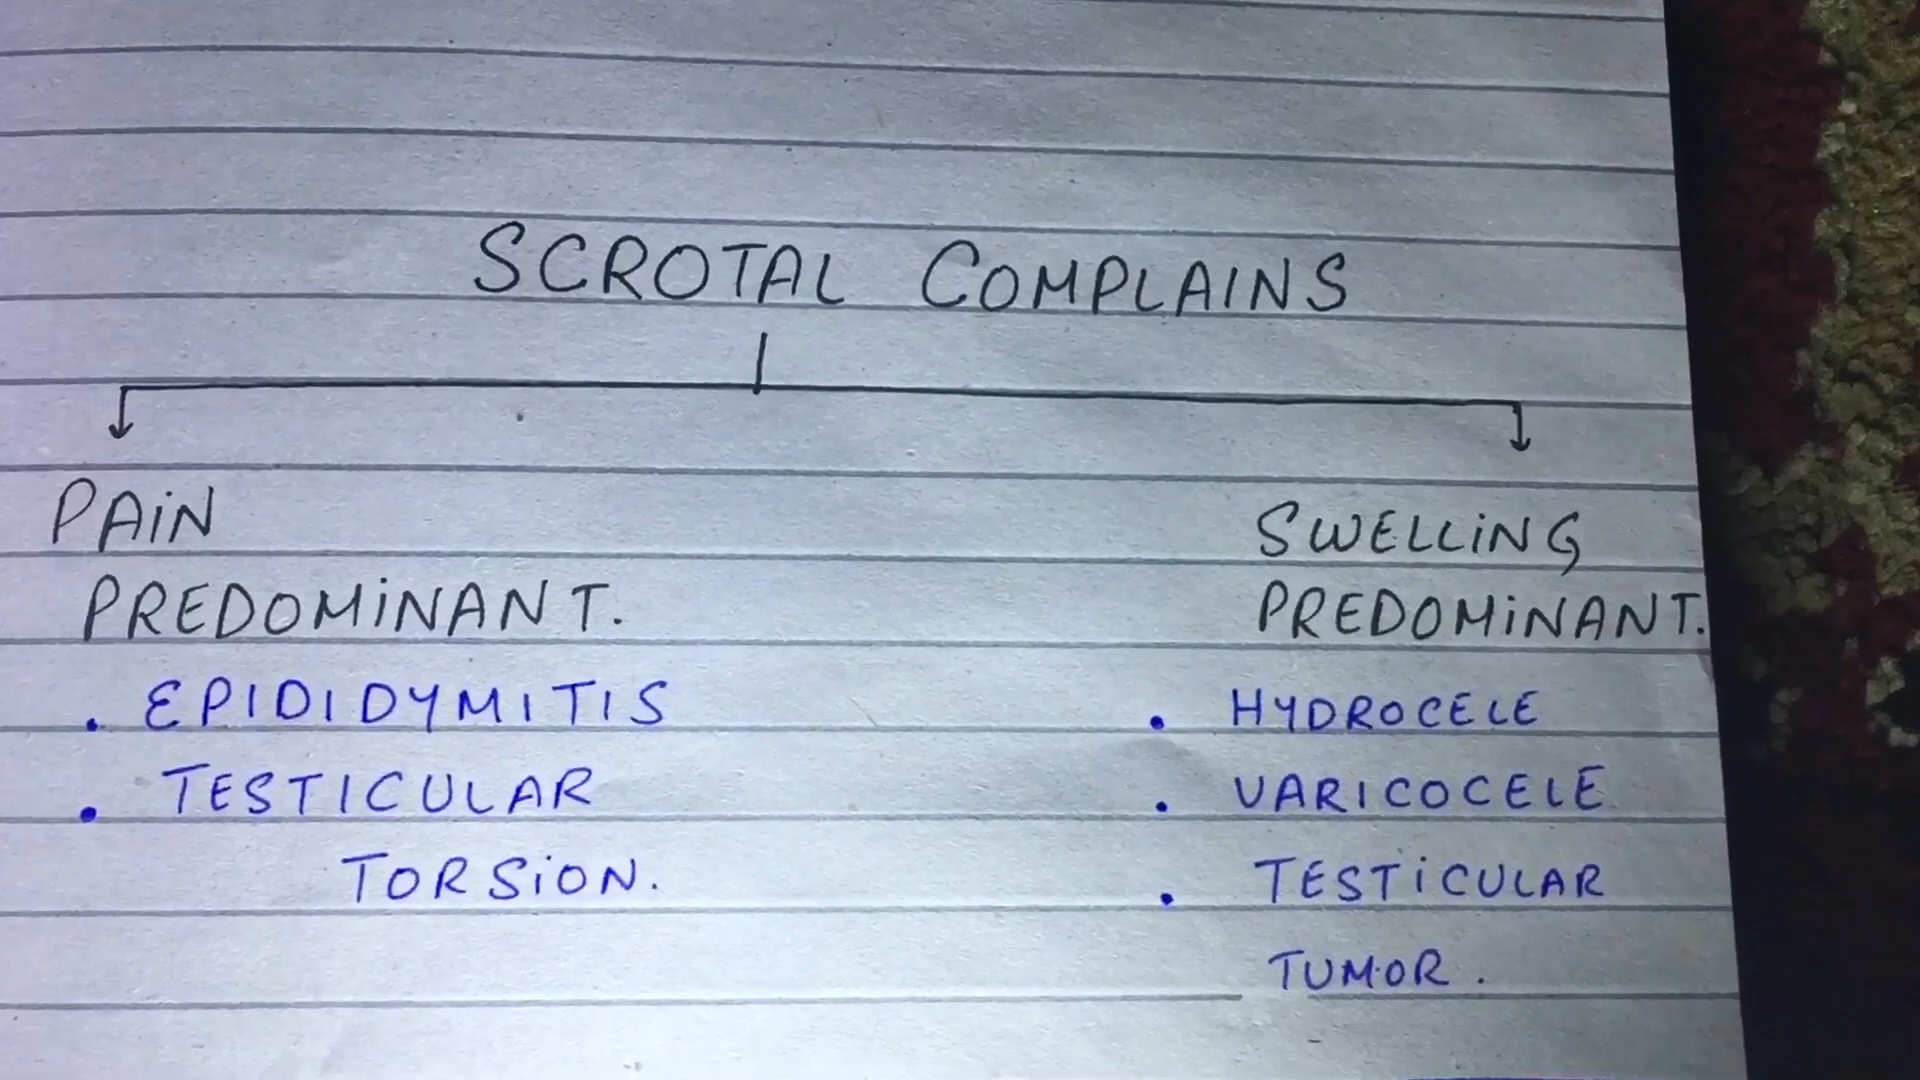 SCROTAL COMPLAINS
PAIN
PREDOMINANT.
. EPIDIDYMITIS
. TESTICULAR
TORSION.
SWELLING
PREDOMINANT.
. HYDROCELE
. VARICOCELE
. TESTICULAR
TUMOR.